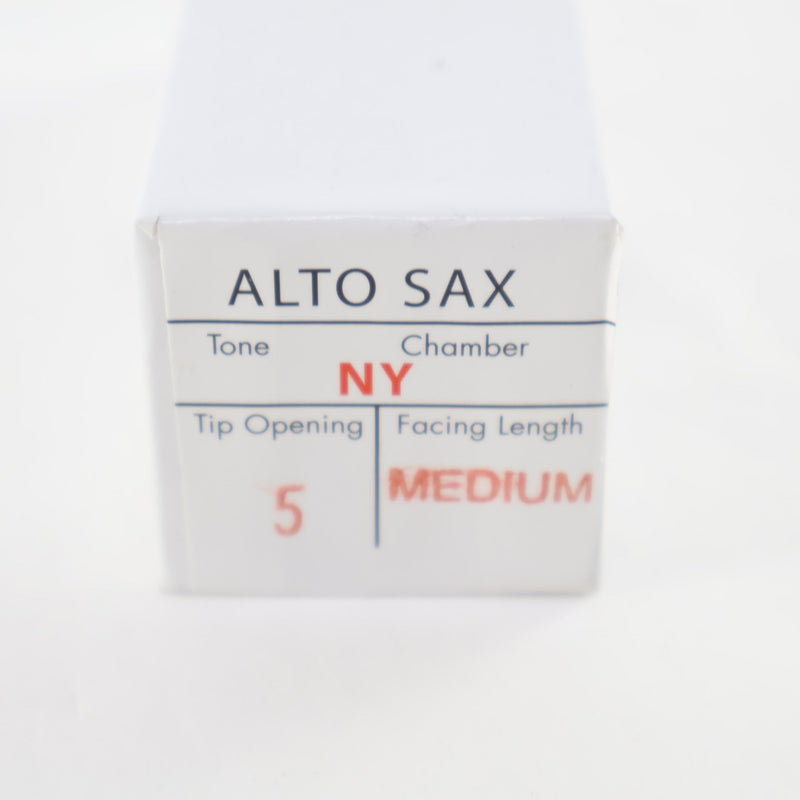 ALTO SAX
Tone Chamber
NY
Tip Opening Facing Length
5 MEDIUM